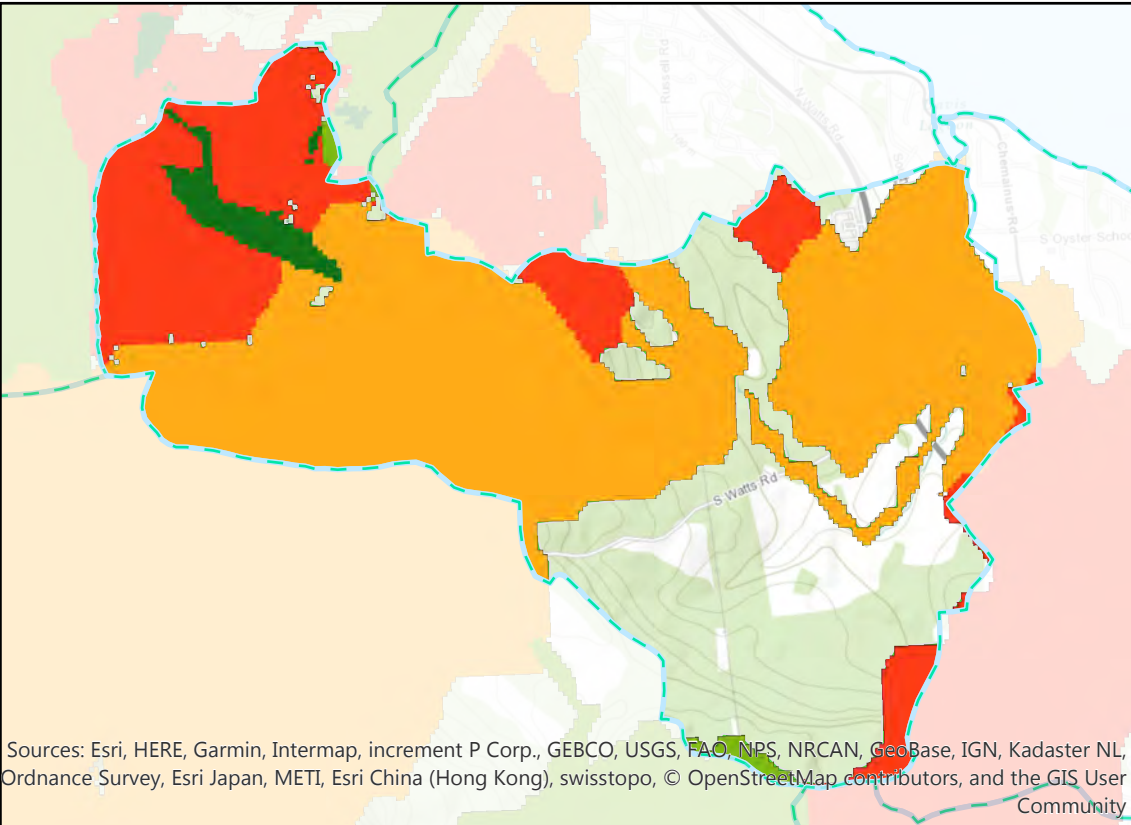 Russell Rd
N Watts Rd
Chemainus Rd
S Oyster Schoo
S Watts Rd
Sources: Esri, HERE, Garmin, Intermap, increment P Corp., GEBCO, USGS, FAO, NPS, NRCAN, GeoBase, IGN, Kadaster NL,
Ordnance Survey, Esri Japan, METI, Esri China (Hong Kong), swisstopo, © OpenStreetMap contributors, and the GIS User
Community